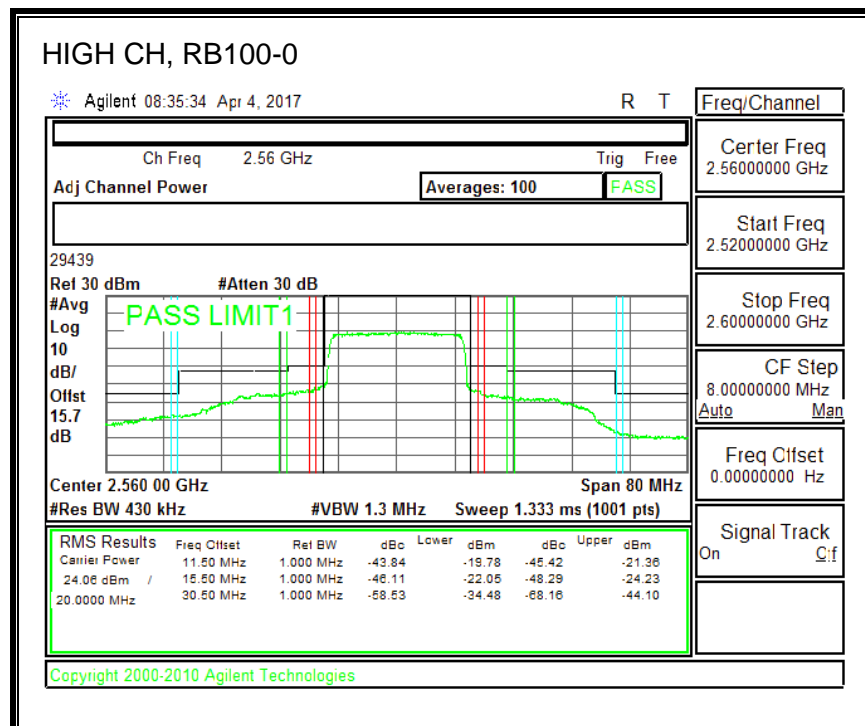 HIGH CH, RB100-0
Agilent 08:35:34 Apr 4, 2017 R T
Freq/Channel
Ch Freq 2.56 GHz Trig Free
Adj Channel Power Averages: 100 PASS
Center Freq
2.56000000 GHz
Start Freq
2.52000000 GHz
Stop Freq
2.60000000 GHz
CF Step
8.00000000 MHz
Auto Man
Freq Offset
0.00000000 Hz
Signal Track
On Off
29439
Ref 30 dBm #Atten 30 dB
#Avg
Log
10
dB/
Offst
15.7
dB
PASS LIMIT1
Center 2.560 00 GHz Span 80 MHz
#Res BW 430 kHz #VBW 1.3 MHz Sweep 1.333 ms (1001 pts)
RMS Results Freq Offset Ref BW dBc Lower dBm dBc Upper dBm
Carrier Power 11.50 MHz 1.000 MHz -43.84 -19.78 -45.42 -21.36
24.06 dBm / 15.50 MHz 1.000 MHz -46.11 -22.05 -48.29 -24.23
20.0000 MHz 30.50 MHz 1.000 MHz -58.53 -34.48 -68.16 -44.10
Copyright 2000-2010 Agilent Technologies